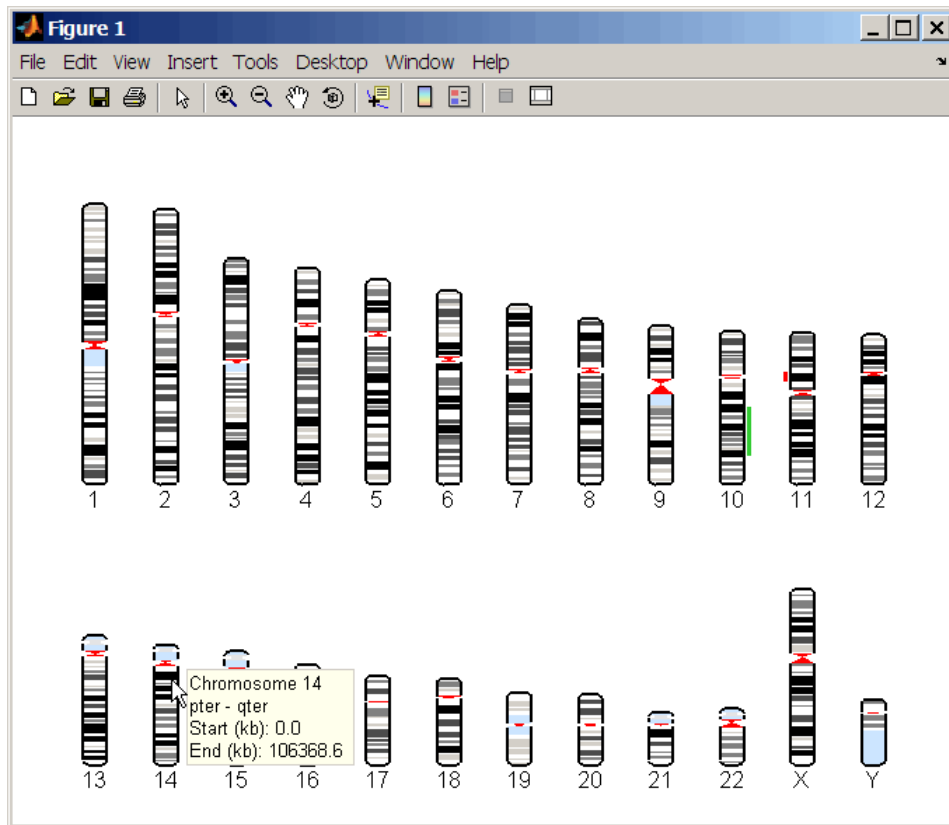 Figure 1
File Edit View Insert Tools Desktop Window Help
1 2 3 4 5 6 7 8 9 10 11 12
Chromosome 14
pter - qter
Start (kb): 0.0
End (kb): 106368.6
13 14 15 16 17 18 19 20 21 22 X Y